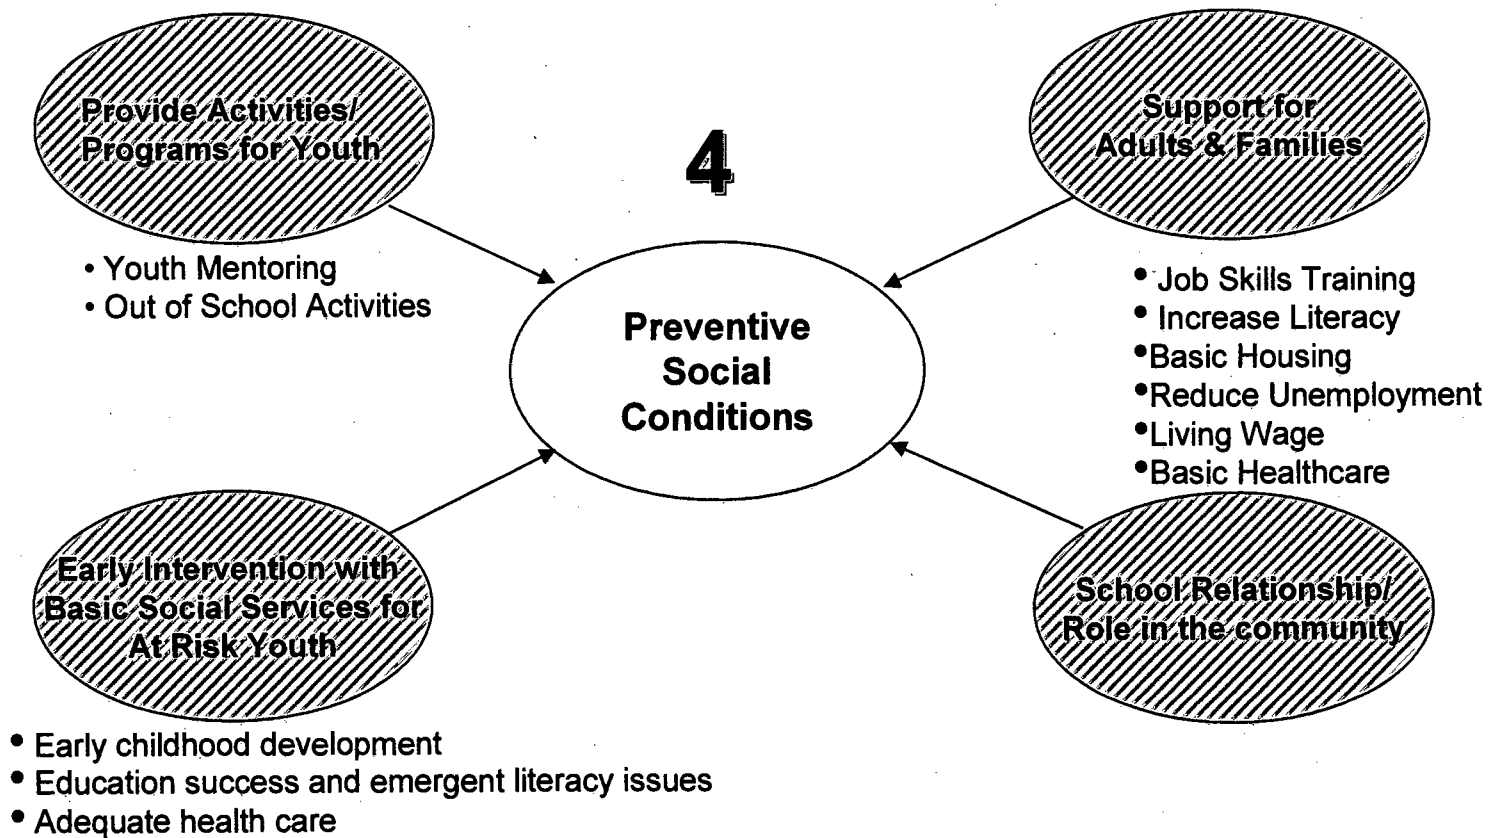 Provide Activities/
Programs for Youth
• Youth Mentoring
• Out of School Activities
4
Support for
Adults & Families
• Job Skills Training
• Increase Literacy
•Basic Housing
•Reduce Unemployment
•Living Wage
•Basic Healthcare
Preventive
Social
Conditions
Early Intervention with
Basic Social Services for
At Risk Youth
• Early childhood development
• Education success and emergent literacy issues
• Adequate health care
School Relationship/
Role in the community